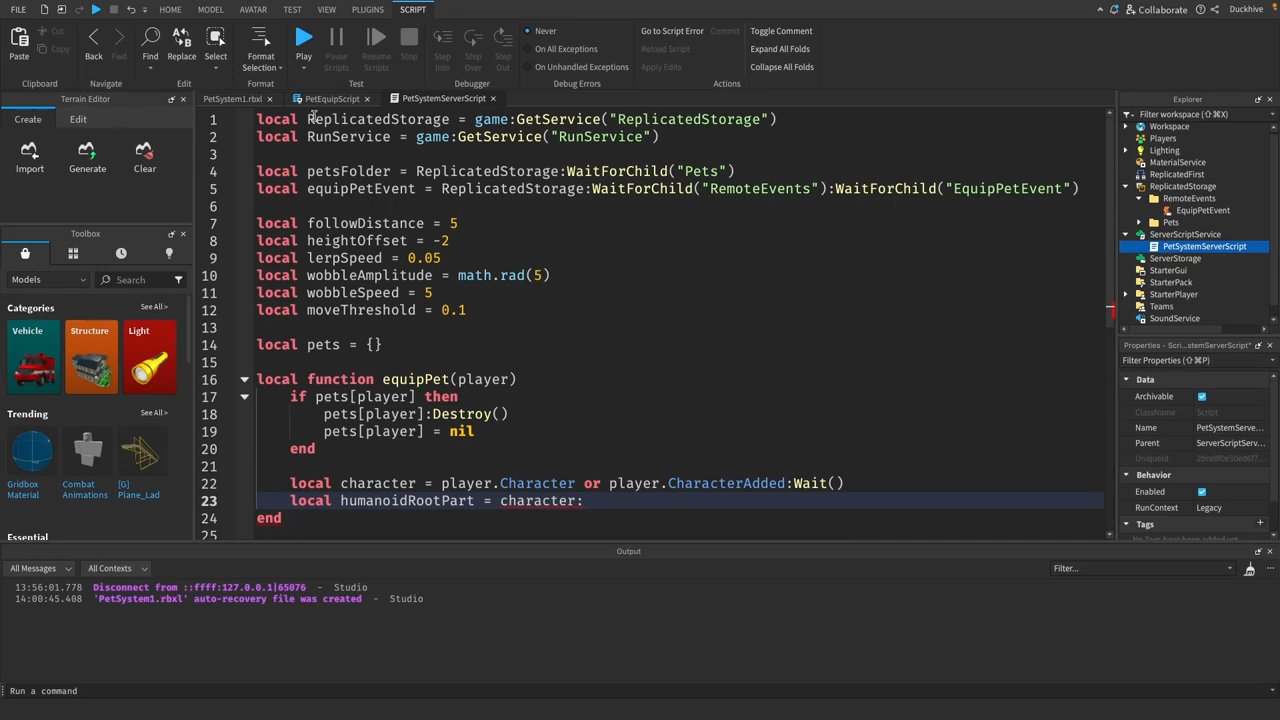 FILE
HOME
MODEL
AVATAR
TEST
VIEW
PLUGINS
SCRIPT
Collaborate
Duckhive
Paste
Cut
Copy
Clipboard
Back
Fwd
Find
Replace
Select
Edit
Format
Selection
Format
Play
Pause
Scripts
Resume
Scripts
Stop
Test
Step
Into
Step
Over
Step
Out
Debugger
Never
On All Exceptions
On Unhandled Exceptions
Debug Errors
Go to Script Error
Commit
Reload Script
Apply Edits
Toggle Comment
Expand All Folds
Collapse All Folds
Actions
Terrain Editor
Create
Edit
Import
Generate
Clear
Toolbox
Models
Search
Categories
See All >
Vehicle
Structure
Light
Trending
See All >
Gridbox
Material
Combat
Animations
[G]
Plane_Lad
Essential
PetSystem1.rbxl
PetEquipScript
PetSystemServerScript
1 local ReplicatedStorage = game:GetService("ReplicatedStorage")
2 local RunService = game:GetService("RunService")
3
4 local petsFolder = ReplicatedStorage:WaitForChild("Pets")
5 local equipPetEvent = ReplicatedStorage:WaitForChild("RemoteEvents"):WaitForChild("EquipPetEvent")
6
7 local followDistance = 5
8 local heightOffset = -2
9 local lerpSpeed = 0.05
10 local wobbleAmplitude = math.rad(5)
11 local wobbleSpeed = 5
12 local moveThreshold = 0.1
13
14 local pets = {}
15
16 local function equipPet(player)
17 if pets[player] then
18 pets[player]:Destroy()
19 pets[player] = nil
20 end
21
22 local character = player.Character or player.CharacterAdded:Wait()
23 local humanoidRootPart = character:
24 end
25
Explorer
Filter workspace (⇧⌘X)
Workspace
Players
Lighting
MaterialService
ReplicatedFirst
ReplicatedStorage
RemoteEvents
EquipPetEvent
Pets
ServerScriptService
PetSystemServerScript
ServerStorage
StarterGui
StarterPack
StarterPlayer
Teams
SoundService
Properties - Scri...stemServerScript
Filter Properties (⇧⌘P)
Data
Archivable
ClassName Script
Name PetSystemServe...
Parent ServerScriptServ...
UniqueId
Behavior
Enabled
RunContext Legacy
Tags
Output
All Messages
All Contexts
Filter...
13:56:01.778 Disconnect from ::ffff:127.0.0.1|65076 - Studio
14:00:45.408 'PetSystem1.rbxl' auto-recovery file was created - Studio
Run a command